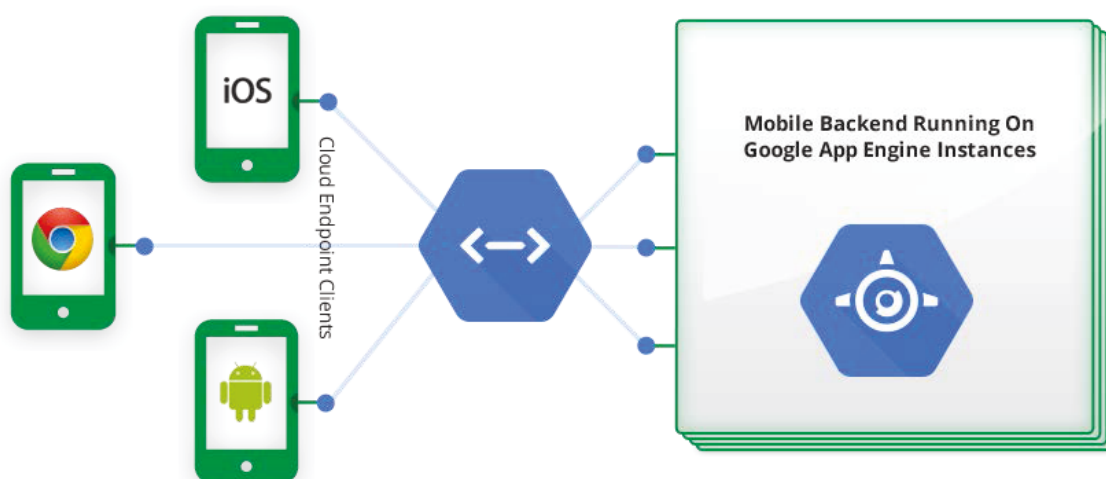 iOS
Cloud Endpoint Clients
Mobile Backend Running On
Google App Engine Instances